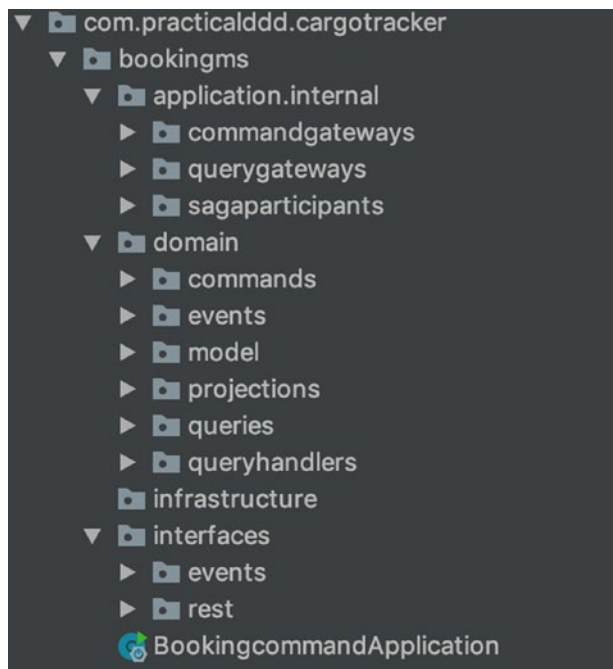 com.practicalddd.cargotracker
bookingms
application.internal
commandgateways
querygateways
sagaparticipants
domain
commands
events
model
projections
queries
queryhandlers
infrastructure
interfaces
events
rest
BookingcommandApplication